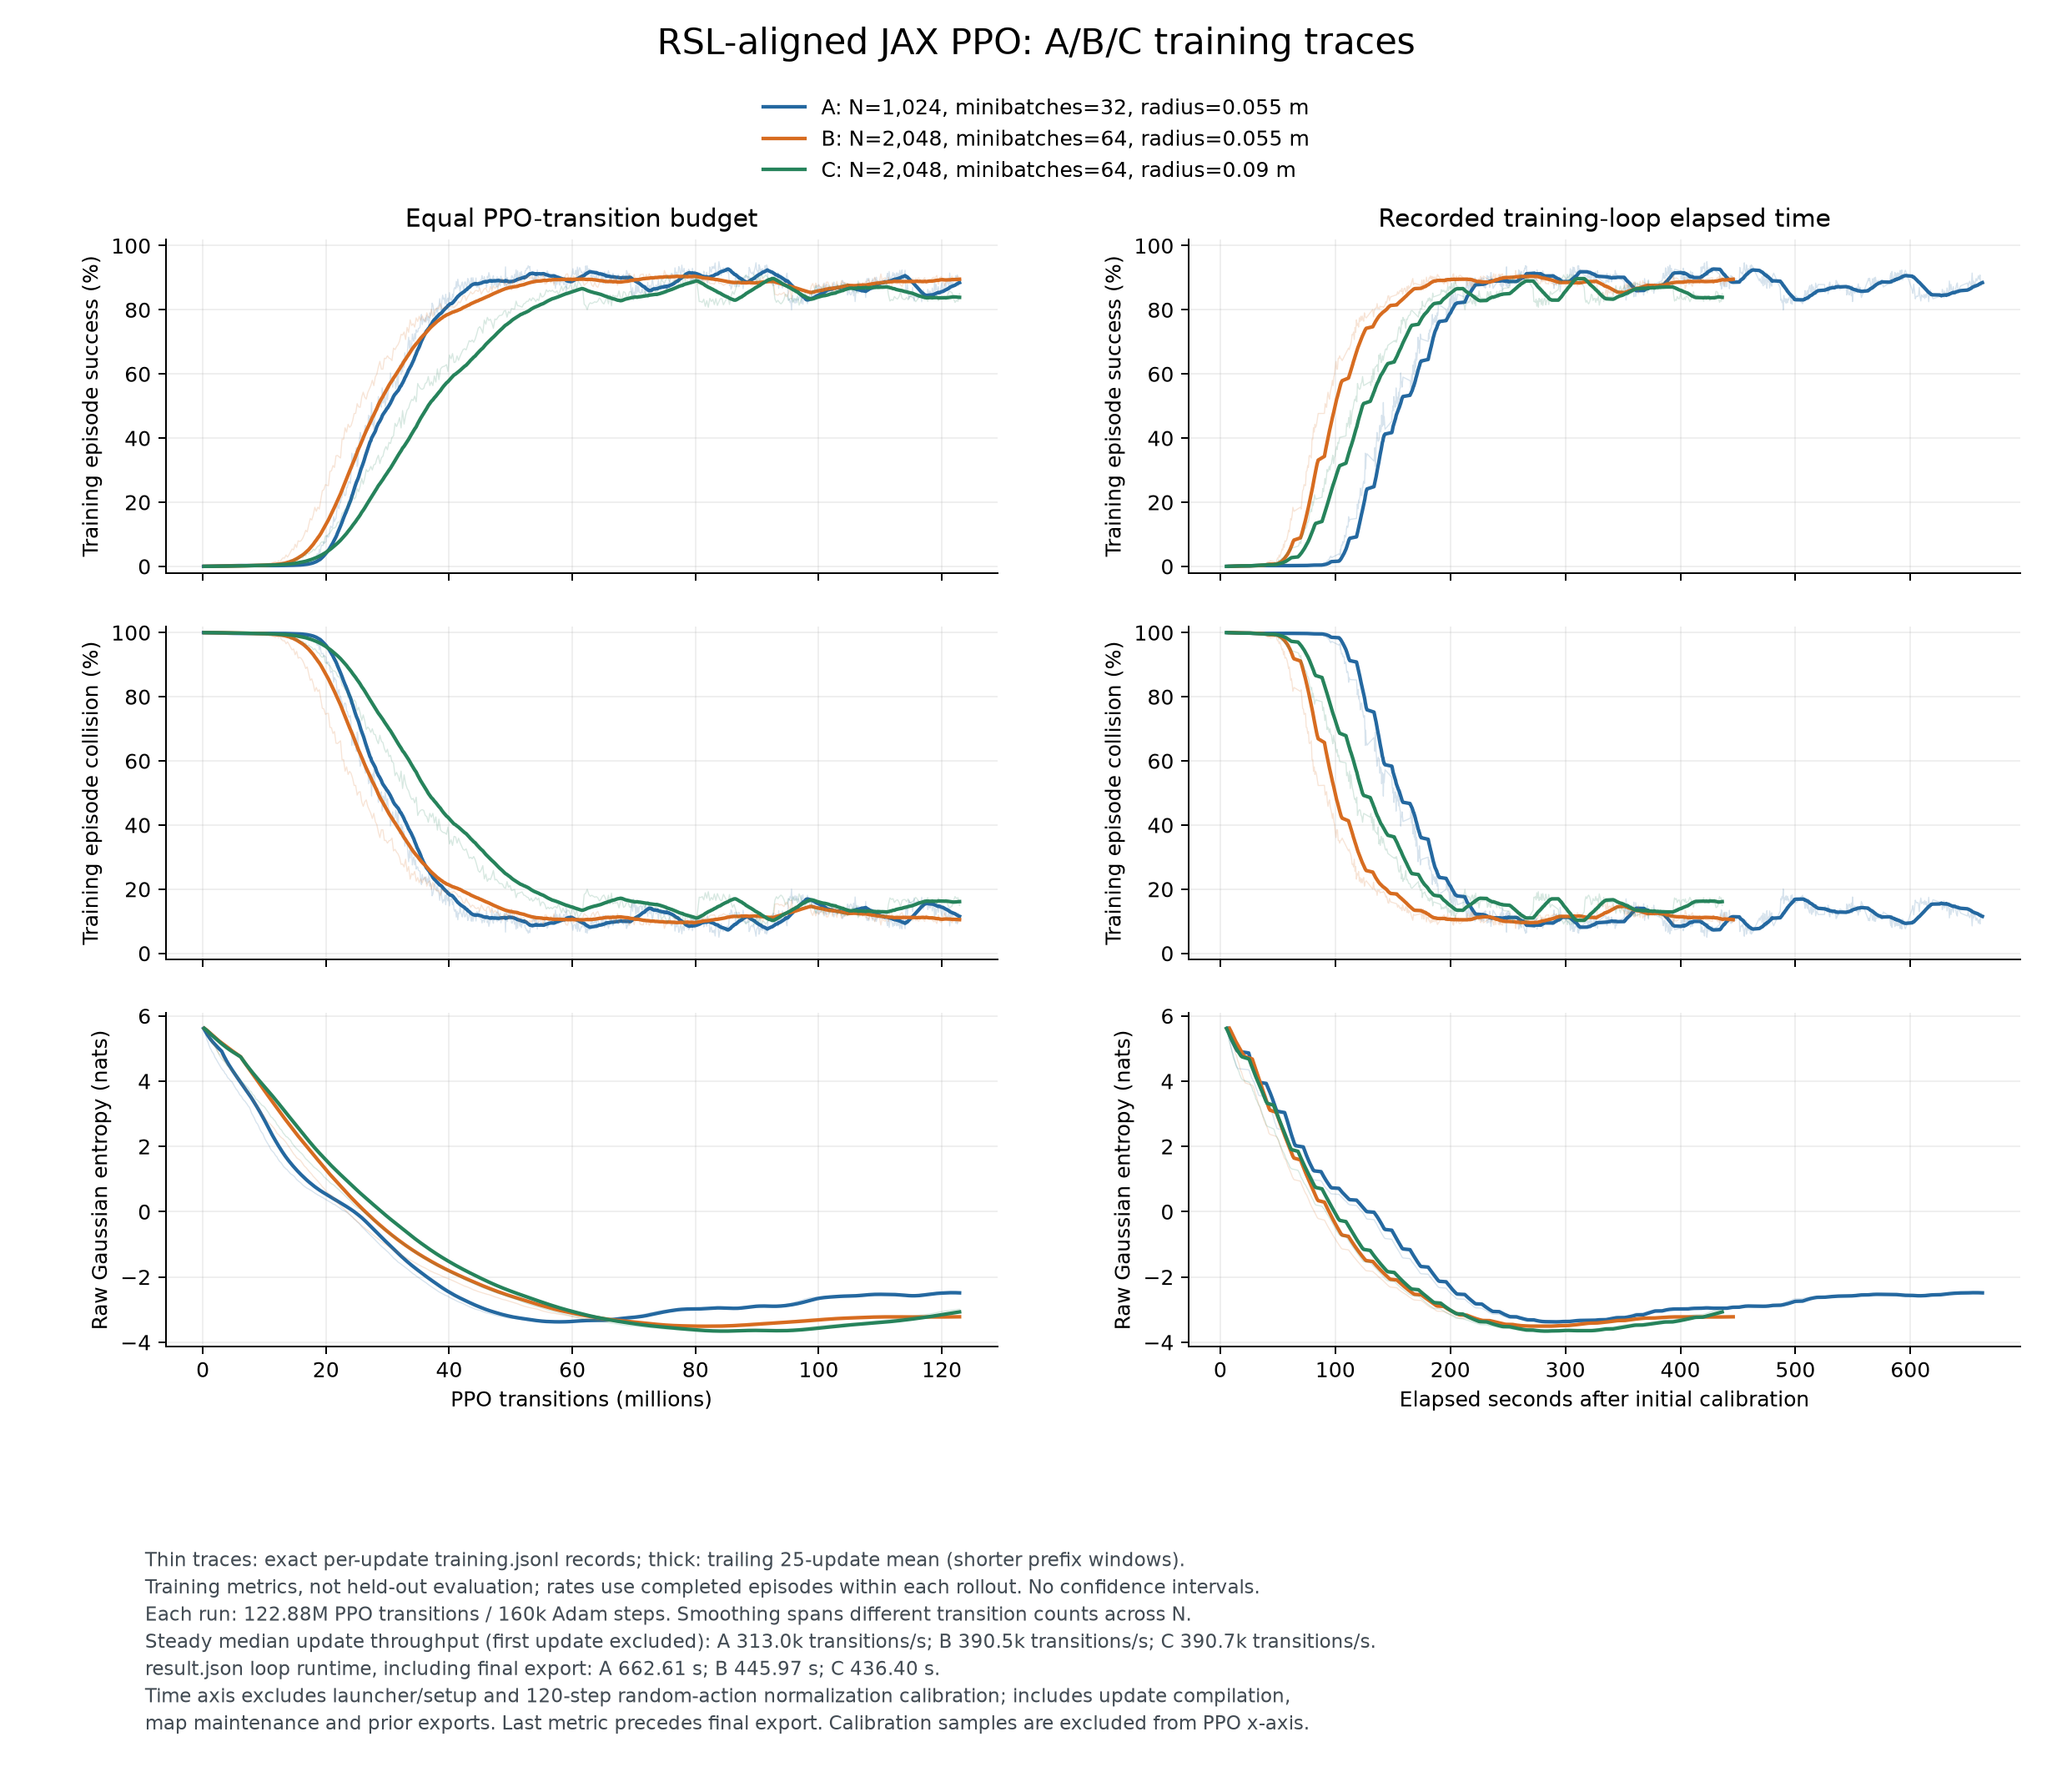 RSL-aligned JAX PPO: A/B/C training traces
A: N=1,024, minibatches=32, radius=0.055 m
B: N=2,048, minibatches=64, radius=0.055 m
C: N=2,048, minibatches=64, radius=0.09 m
Equal PPO-transition budget
Recorded training-loop elapsed time
Training episode success (%)
100
80
60
40
20
0
Training episode success (%)
100
80
60
40
20
0
Training episode collision (%)
100
80
60
40
20
0
Training episode collision (%)
100
80
60
40
20
0
Raw Gaussian entropy (nats)
6
4
2
0
−2
−4
0 20 40 60 80 100 120
PPO transitions (millions)
Raw Gaussian entropy (nats)
6
4
2
0
−2
−4
0 100 200 300 400 500 600
Elapsed seconds after initial calibration
Thin traces: exact per-update training.jsonl records; thick: trailing 25-update mean (shorter prefix windows).
Training metrics, not held-out evaluation; rates use completed episodes within each rollout. No confidence intervals.
Each run: 122.88M PPO transitions / 160k Adam steps. Smoothing spans different transition counts across N.
Steady median update throughput (first update excluded): A 313.0k transitions/s; B 390.5k transitions/s; C 390.7k transitions/s.
result.json loop runtime, including final export: A 662.61 s; B 445.97 s; C 436.40 s.
Time axis excludes launcher/setup and 120-step random-action normalization calibration; includes update compilation,
map maintenance and prior exports. Last metric precedes final export. Calibration samples are excluded from PPO x-axis.